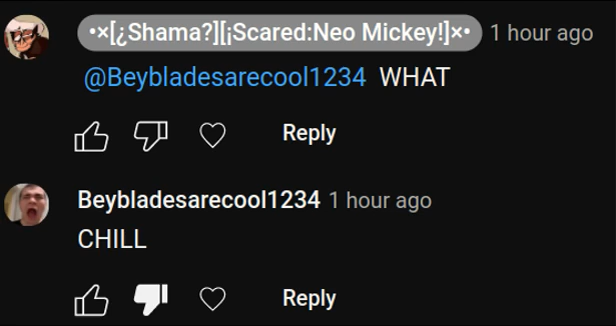 •×[¿Shama?][¡Scared:Neo Mickey!]ו 1 hour ago
@Beybladesarecool1234 WHAT
Reply
Beybladesarecool1234 1 hour ago
CHILL
Reply